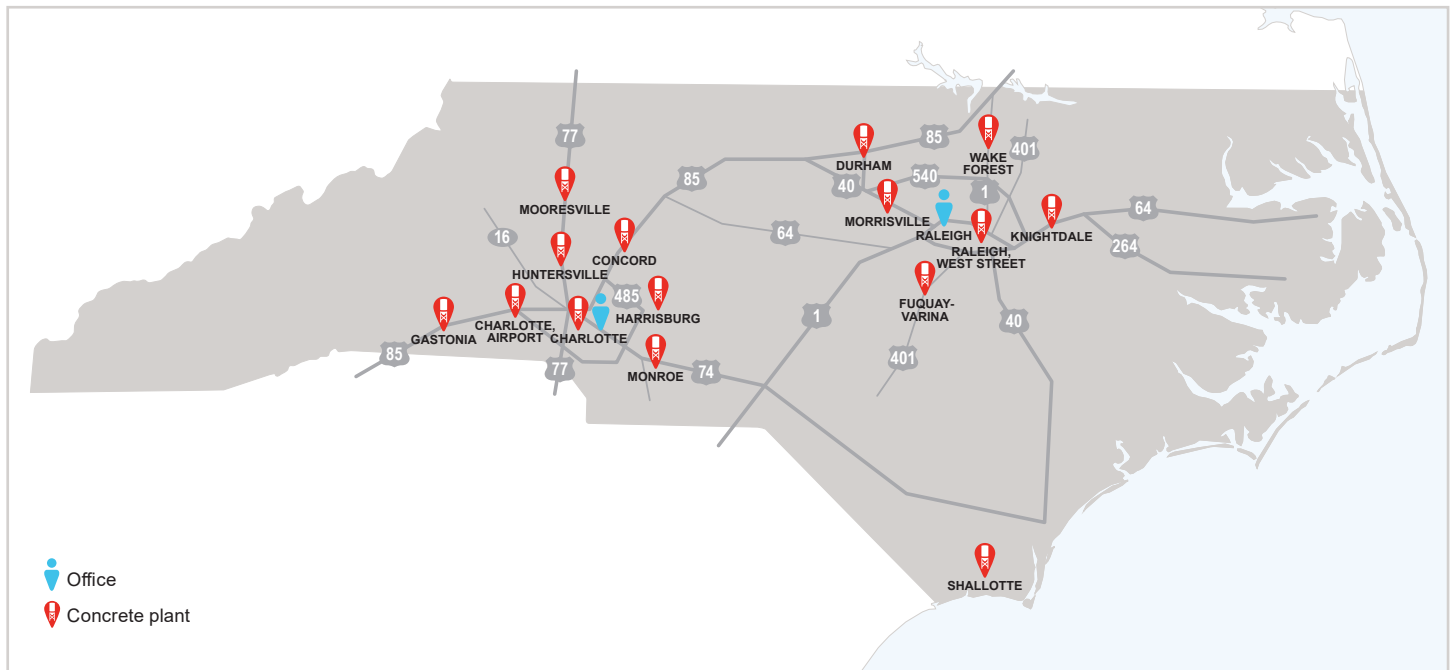 77
85
401
WAKE
FOREST
DURHAM
85
40
540
1
MOORESVILLE
MORRISVILLE
RALEIGH
KNIGHTDALE
64
16
64
264
CONCORD
HUNTERSVILLE
RALEIGH,
WEST STREET
485
HARRISBURG
FUQUAY-
VARINA
1
40
GASTONIA
CHARLOTTE,
AIRPORT
CHARLOTTE
85
77
MONROE
74
401
SHALLOTTE
Office
Concrete plant